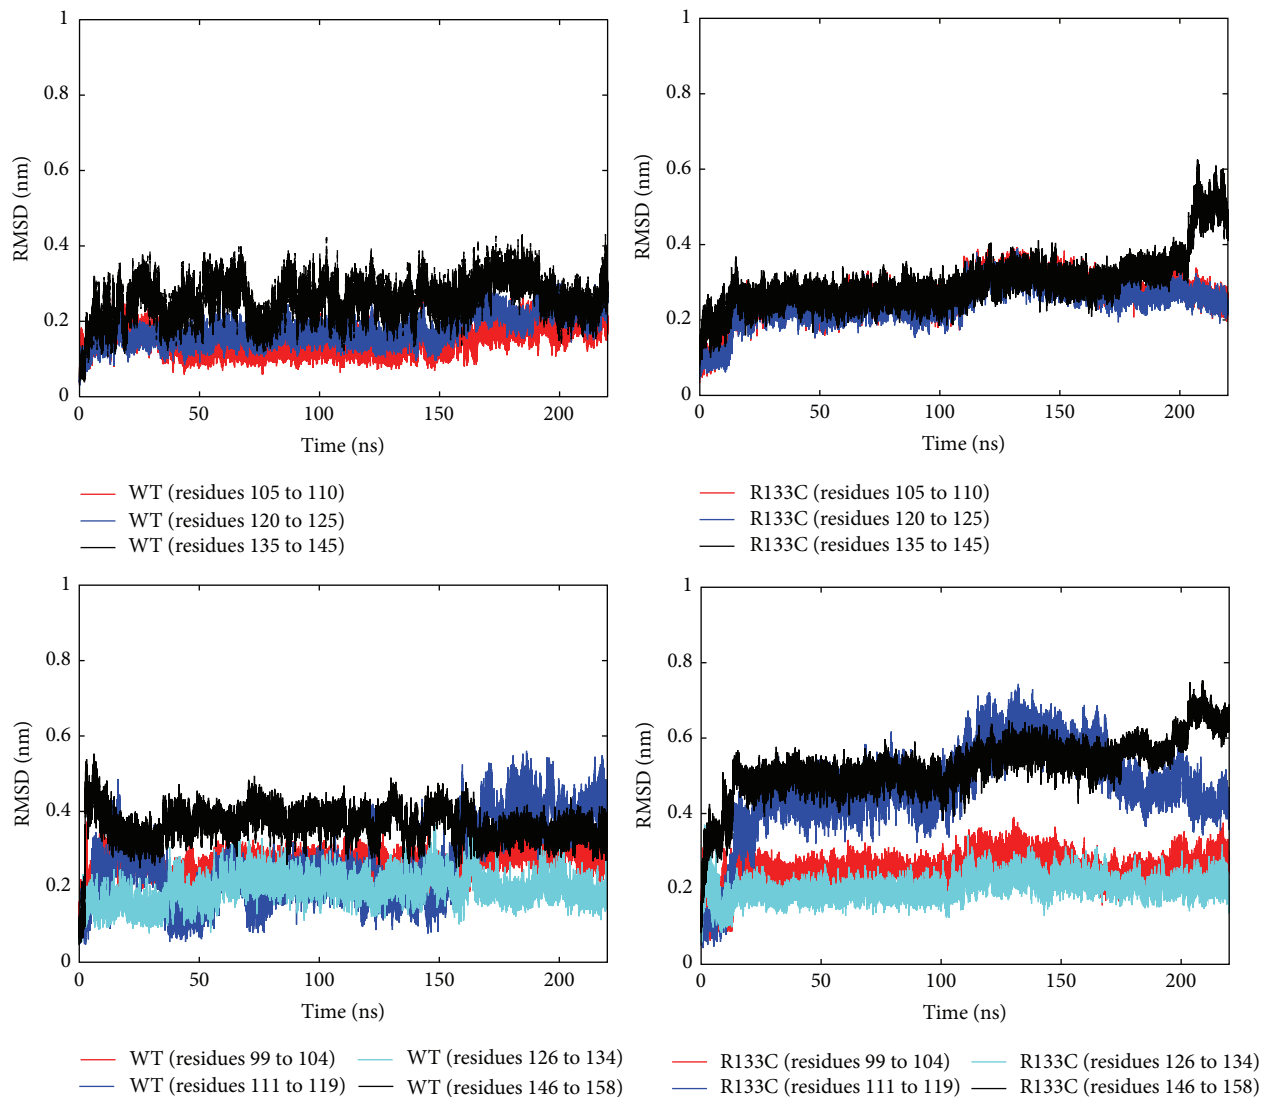 1
0.8
0.6
0.4
0.2
0
RMSD (nm)
0 50 100 150 200
Time (ns)
WT (residues 105 to 110)
WT (residues 120 to 125)
WT (residues 135 to 145)
1
0.8
0.6
0.4
0.2
0
RMSD (nm)
0 50 100 150 200
Time (ns)
R133C (residues 105 to 110)
R133C (residues 120 to 125)
R133C (residues 135 to 145)
1
0.8
0.6
0.4
0.2
0
RMSD (nm)
0 50 100 150 200
Time (ns)
WT (residues 99 to 104) WT (residues 126 to 134)
WT (residues 111 to 119) WT (residues 146 to 158)
1
0.8
0.6
0.4
0.2
0
RMSD (nm)
0 50 100 150 200
Time (ns)
R133C (residues 99 to 104) R133C (residues 126 to 134)
R133C (residues 111 to 119) R133C (residues 146 to 158)